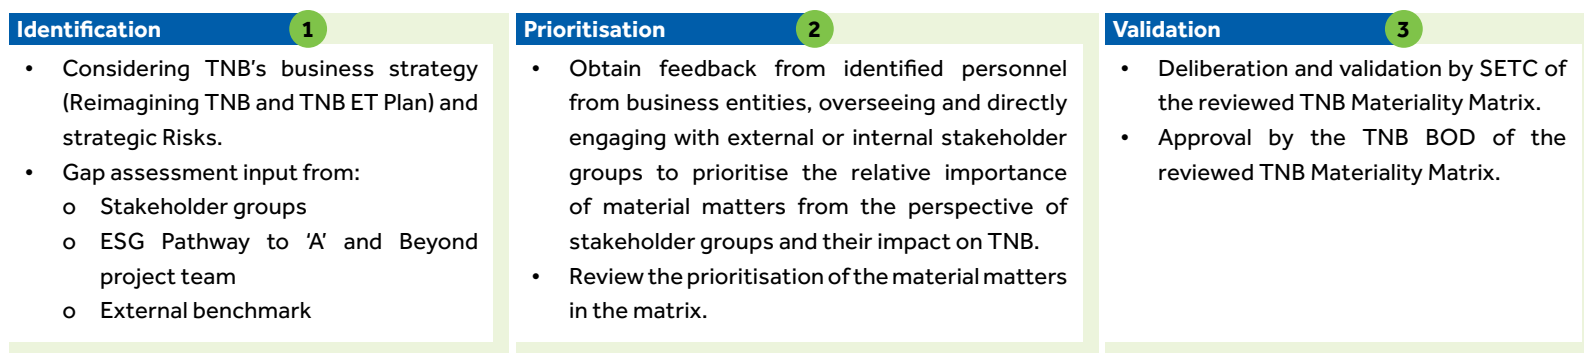 Identification 1
• Considering TNB's business strategy
(Reimagining TNB and TNB ET Plan) and
strategic Risks.
• Gap assessment input from:
o Stakeholder groups
o ESG Pathway to 'A' and Beyond
project team
o External benchmark
Prioritisation 2
• Obtain feedback from identified personnel
from business entities, overseeing and directly
engaging with external or internal stakeholder
groups to prioritise the relative importance
of material matters from the perspective of
stakeholder groups and their impact on TNB.
• Review the prioritisation of the material matters
in the matrix.
Validation 3
• Deliberation and validation by SETC of
the reviewed TNB Materiality Matrix.
• Approval by the TNB BOD of the
reviewed TNB Materiality Matrix.